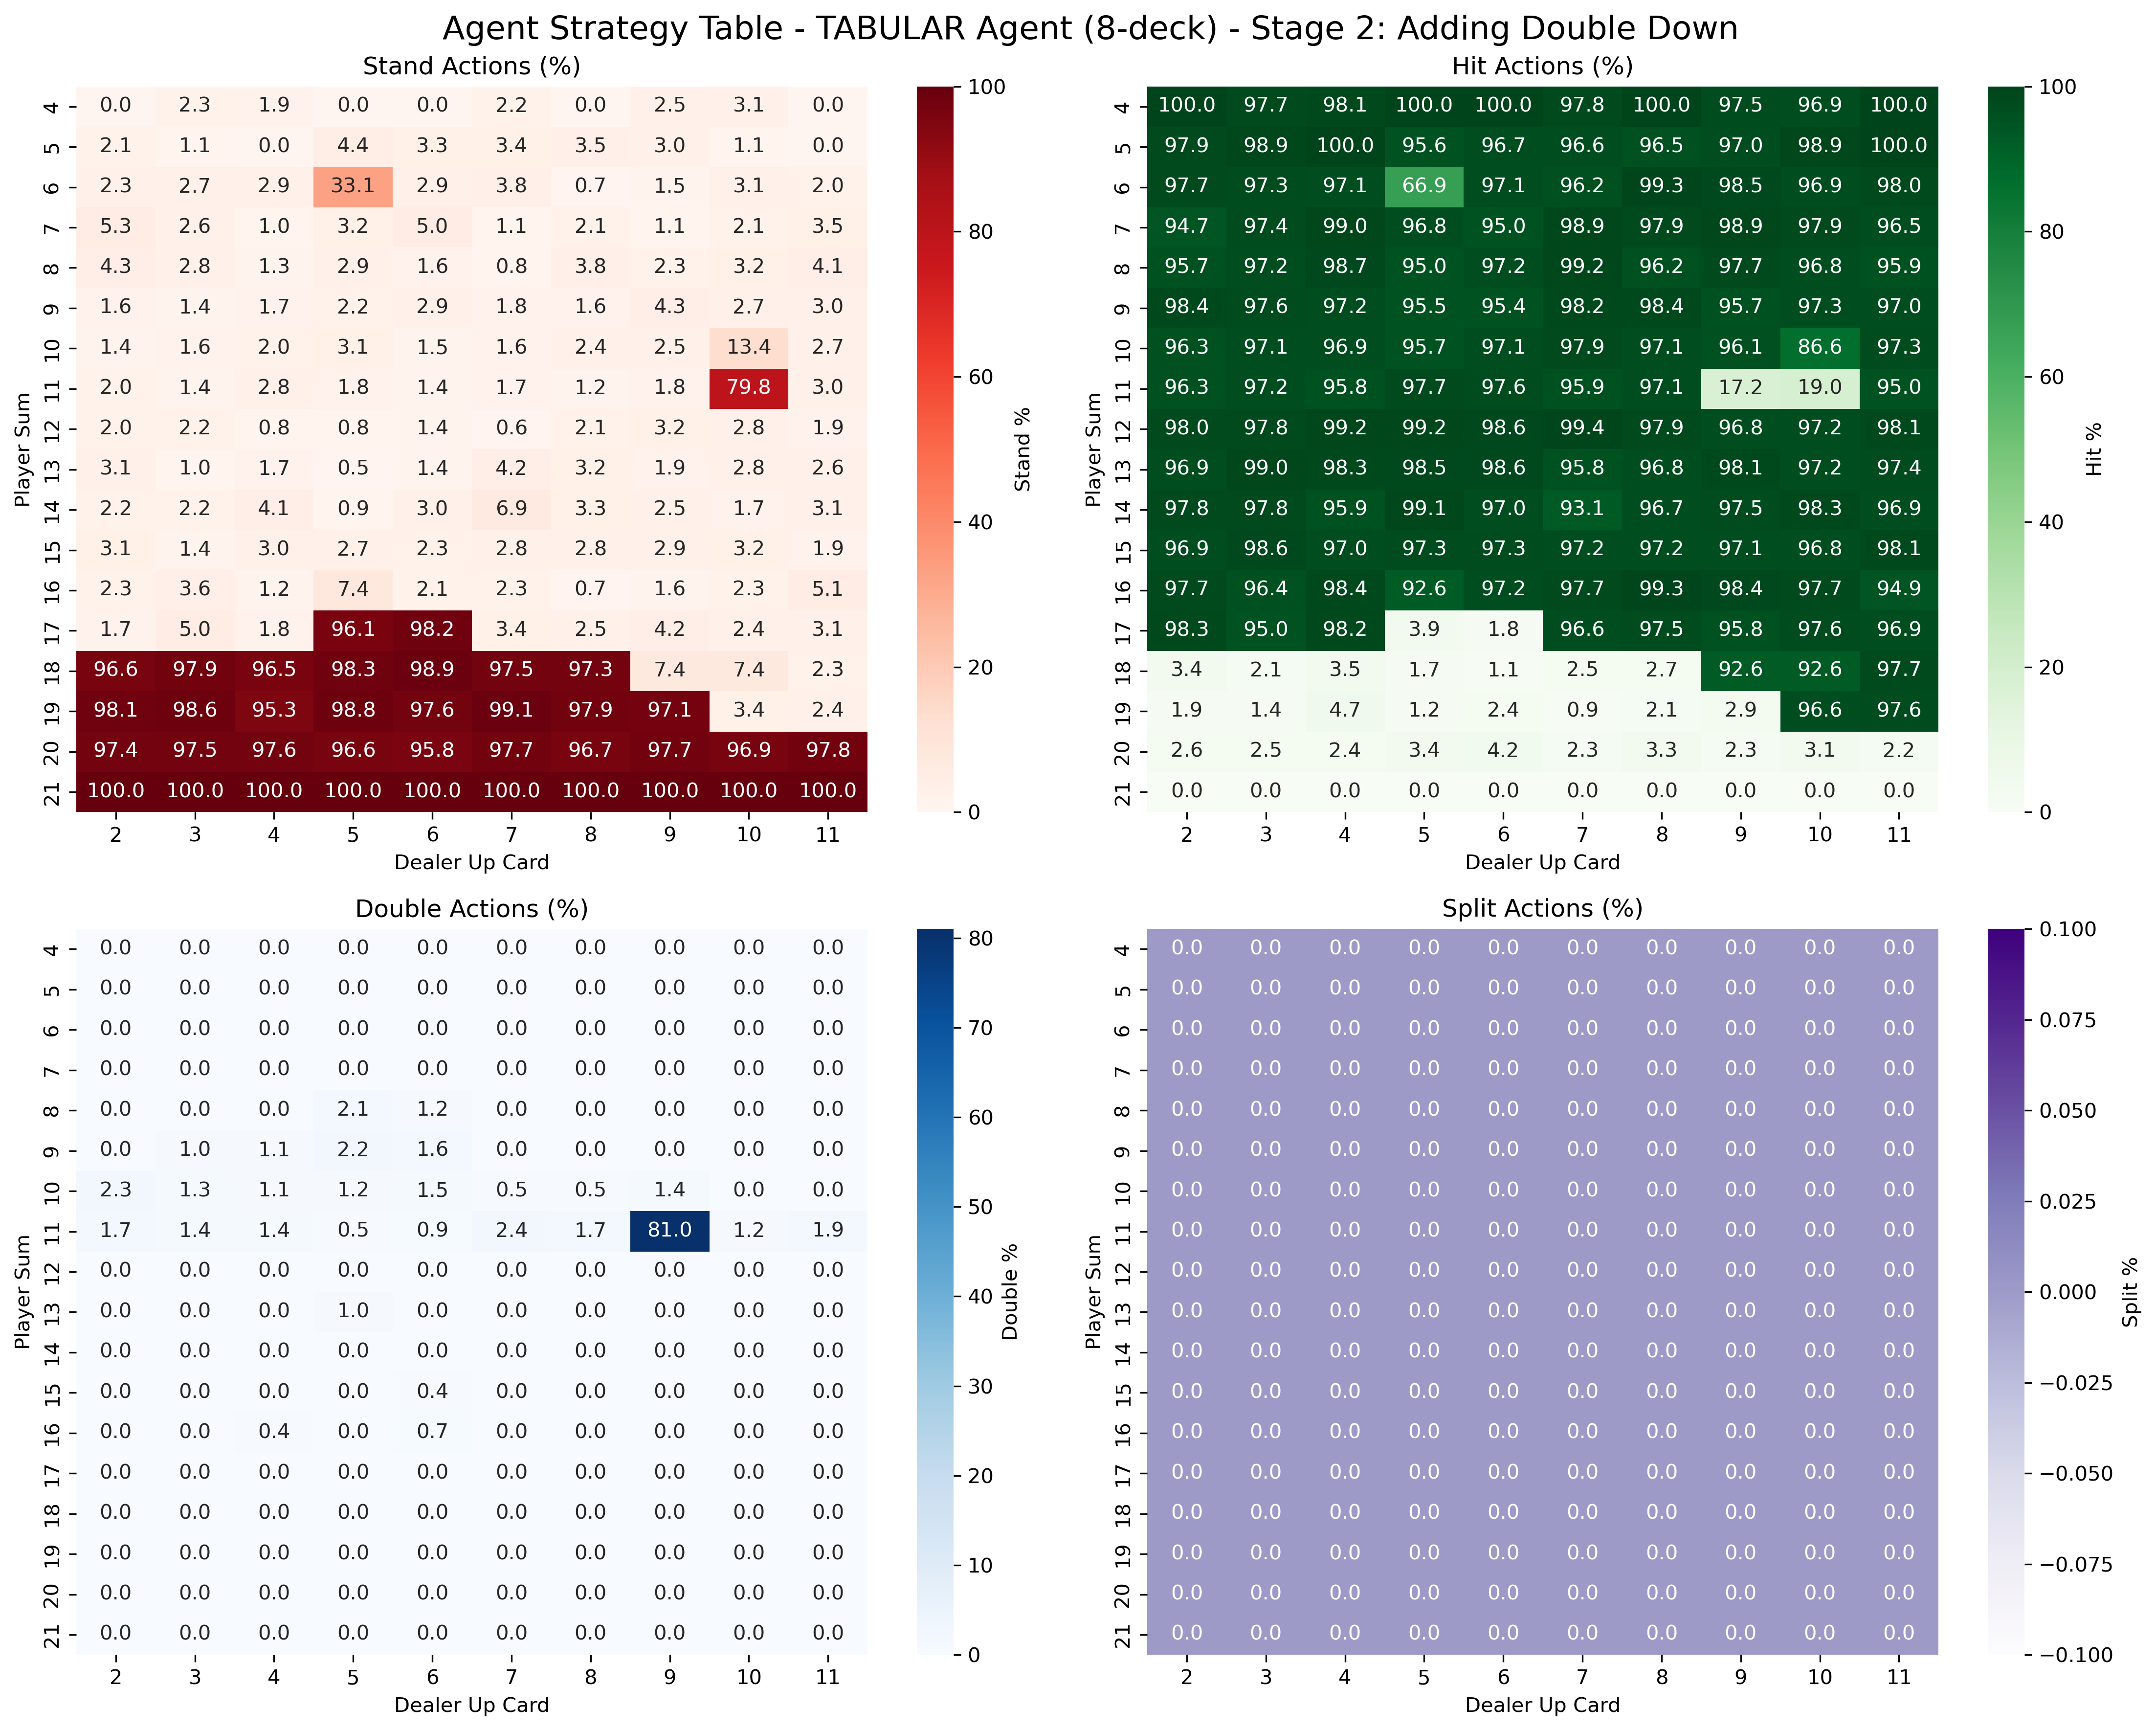 Agent Strategy Table - TABULAR Agent (8-deck) - Stage 2: Adding Double Down
Stand Actions (%)
4 0.0 2.3 1.9 0.0 0.0 2.2 0.0 2.5 3.1 0.0
5 2.1 1.1 0.0 4.4 3.3 3.4 3.5 3.0 1.1 0.0
6 2.3 2.7 2.9 33.1 2.9 3.8 0.7 1.5 3.1 2.0
7 5.3 2.6 1.0 3.2 5.0 1.1 2.1 1.1 2.1 3.5
8 4.3 2.8 1.3 2.9 1.6 0.8 3.8 2.3 3.2 4.1
9 1.6 1.4 1.7 2.2 2.9 1.8 1.6 4.3 2.7 3.0
10 1.4 1.6 2.0 3.1 1.5 1.6 2.4 2.5 13.4 2.7
11 2.0 1.4 2.8 1.8 1.4 1.7 1.2 1.8 79.8 3.0
12 2.0 2.2 0.8 0.8 1.4 0.6 2.1 3.2 2.8 1.9
13 3.1 1.0 1.7 0.5 1.4 4.2 3.2 1.9 2.8 2.6
14 2.2 2.2 4.1 0.9 3.0 6.9 3.3 2.5 1.7 3.1
15 3.1 1.4 3.0 2.7 2.3 2.8 2.8 2.9 3.2 1.9
16 2.3 3.6 1.2 7.4 2.1 2.3 0.7 1.6 2.3 5.1
17 1.7 5.0 1.8 96.1 98.2 3.4 2.5 4.2 2.4 3.1
18 96.6 97.9 96.5 98.3 98.9 97.5 97.3 7.4 7.4 2.3
19 98.1 98.6 95.3 98.8 97.6 99.1 97.9 97.1 3.4 2.4
20 97.4 97.5 97.6 96.6 95.8 97.7 96.7 97.7 96.9 97.8
21 100.0 100.0 100.0 100.0 100.0 100.0 100.0 100.0 100.0 100.0
2 3 4 5 6 7 8 9 10 11
Dealer Up Card
Player Sum
100
80
60
40
20
0
Stand %
Hit Actions (%)
4 100.0 97.7 98.1 100.0 100.0 97.8 100.0 97.5 96.9 100.0
5 97.9 98.9 100.0 95.6 96.7 96.6 96.5 97.0 98.9 100.0
6 97.7 97.3 97.1 66.9 97.1 96.2 99.3 98.5 96.9 98.0
7 94.7 97.4 99.0 96.8 95.0 98.9 97.9 98.9 97.9 96.5
8 95.7 97.2 98.7 95.0 97.2 99.2 96.2 97.7 96.8 95.9
9 98.4 97.6 97.2 95.5 95.4 98.2 98.4 95.7 97.3 97.0
10 96.3 97.1 96.9 95.7 97.1 97.9 97.1 96.1 86.6 97.3
11 96.3 97.2 95.8 97.7 97.6 95.9 97.1 17.2 19.0 95.0
12 98.0 97.8 99.2 99.2 98.6 99.4 97.9 96.8 97.2 98.1
13 96.9 99.0 98.3 98.5 98.6 95.8 96.8 98.1 97.2 97.4
14 97.8 97.8 95.9 99.1 97.0 93.1 96.7 97.5 98.3 96.9
15 96.9 98.6 97.0 97.3 97.3 97.2 97.2 97.1 96.8 98.1
16 97.7 96.4 98.4 92.6 97.2 97.7 99.3 98.4 97.7 94.9
17 98.3 95.0 98.2 3.9 1.8 96.6 97.5 95.8 97.6 96.9
18 3.4 2.1 3.5 1.7 1.1 2.5 2.7 92.6 92.6 97.7
19 1.9 1.4 4.7 1.2 2.4 0.9 2.1 2.9 96.6 97.6
20 2.6 2.5 2.4 3.4 4.2 2.3 3.3 2.3 3.1 2.2
21 0.0 0.0 0.0 0.0 0.0 0.0 0.0 0.0 0.0 0.0
2 3 4 5 6 7 8 9 10 11
Dealer Up Card
Player Sum
100
80
60
40
20
0
Hit %
Double Actions (%)
4 0.0 0.0 0.0 0.0 0.0 0.0 0.0 0.0 0.0 0.0
5 0.0 0.0 0.0 0.0 0.0 0.0 0.0 0.0 0.0 0.0
6 0.0 0.0 0.0 0.0 0.0 0.0 0.0 0.0 0.0 0.0
7 0.0 0.0 0.0 0.0 0.0 0.0 0.0 0.0 0.0 0.0
8 0.0 0.0 0.0 2.1 1.2 0.0 0.0 0.0 0.0 0.0
9 0.0 1.0 1.1 2.2 1.6 0.0 0.0 0.0 0.0 0.0
10 2.3 1.3 1.1 1.2 1.5 0.5 0.5 1.4 0.0 0.0
11 1.7 1.4 1.4 0.5 0.9 2.4 1.7 81.0 1.2 1.9
12 0.0 0.0 0.0 0.0 0.0 0.0 0.0 0.0 0.0 0.0
13 0.0 0.0 0.0 1.0 0.0 0.0 0.0 0.0 0.0 0.0
14 0.0 0.0 0.0 0.0 0.0 0.0 0.0 0.0 0.0 0.0
15 0.0 0.0 0.0 0.0 0.4 0.0 0.0 0.0 0.0 0.0
16 0.0 0.0 0.4 0.0 0.7 0.0 0.0 0.0 0.0 0.0
17 0.0 0.0 0.0 0.0 0.0 0.0 0.0 0.0 0.0 0.0
18 0.0 0.0 0.0 0.0 0.0 0.0 0.0 0.0 0.0 0.0
19 0.0 0.0 0.0 0.0 0.0 0.0 0.0 0.0 0.0 0.0
20 0.0 0.0 0.0 0.0 0.0 0.0 0.0 0.0 0.0 0.0
21 0.0 0.0 0.0 0.0 0.0 0.0 0.0 0.0 0.0 0.0
2 3 4 5 6 7 8 9 10 11
Dealer Up Card
Player Sum
80
70
60
50
40
30
20
10
0
Double %
Split Actions (%)
4 0.0 0.0 0.0 0.0 0.0 0.0 0.0 0.0 0.0 0.0
5 0.0 0.0 0.0 0.0 0.0 0.0 0.0 0.0 0.0 0.0
6 0.0 0.0 0.0 0.0 0.0 0.0 0.0 0.0 0.0 0.0
7 0.0 0.0 0.0 0.0 0.0 0.0 0.0 0.0 0.0 0.0
8 0.0 0.0 0.0 0.0 0.0 0.0 0.0 0.0 0.0 0.0
9 0.0 0.0 0.0 0.0 0.0 0.0 0.0 0.0 0.0 0.0
10 0.0 0.0 0.0 0.0 0.0 0.0 0.0 0.0 0.0 0.0
11 0.0 0.0 0.0 0.0 0.0 0.0 0.0 0.0 0.0 0.0
12 0.0 0.0 0.0 0.0 0.0 0.0 0.0 0.0 0.0 0.0
13 0.0 0.0 0.0 0.0 0.0 0.0 0.0 0.0 0.0 0.0
14 0.0 0.0 0.0 0.0 0.0 0.0 0.0 0.0 0.0 0.0
15 0.0 0.0 0.0 0.0 0.0 0.0 0.0 0.0 0.0 0.0
16 0.0 0.0 0.0 0.0 0.0 0.0 0.0 0.0 0.0 0.0
17 0.0 0.0 0.0 0.0 0.0 0.0 0.0 0.0 0.0 0.0
18 0.0 0.0 0.0 0.0 0.0 0.0 0.0 0.0 0.0 0.0
19 0.0 0.0 0.0 0.0 0.0 0.0 0.0 0.0 0.0 0.0
20 0.0 0.0 0.0 0.0 0.0 0.0 0.0 0.0 0.0 0.0
21 0.0 0.0 0.0 0.0 0.0 0.0 0.0 0.0 0.0 0.0
2 3 4 5 6 7 8 9 10 11
Dealer Up Card
Player Sum
0.100
0.075
0.050
0.025
0.000
−0.025
−0.050
−0.075
−0.100
Split %